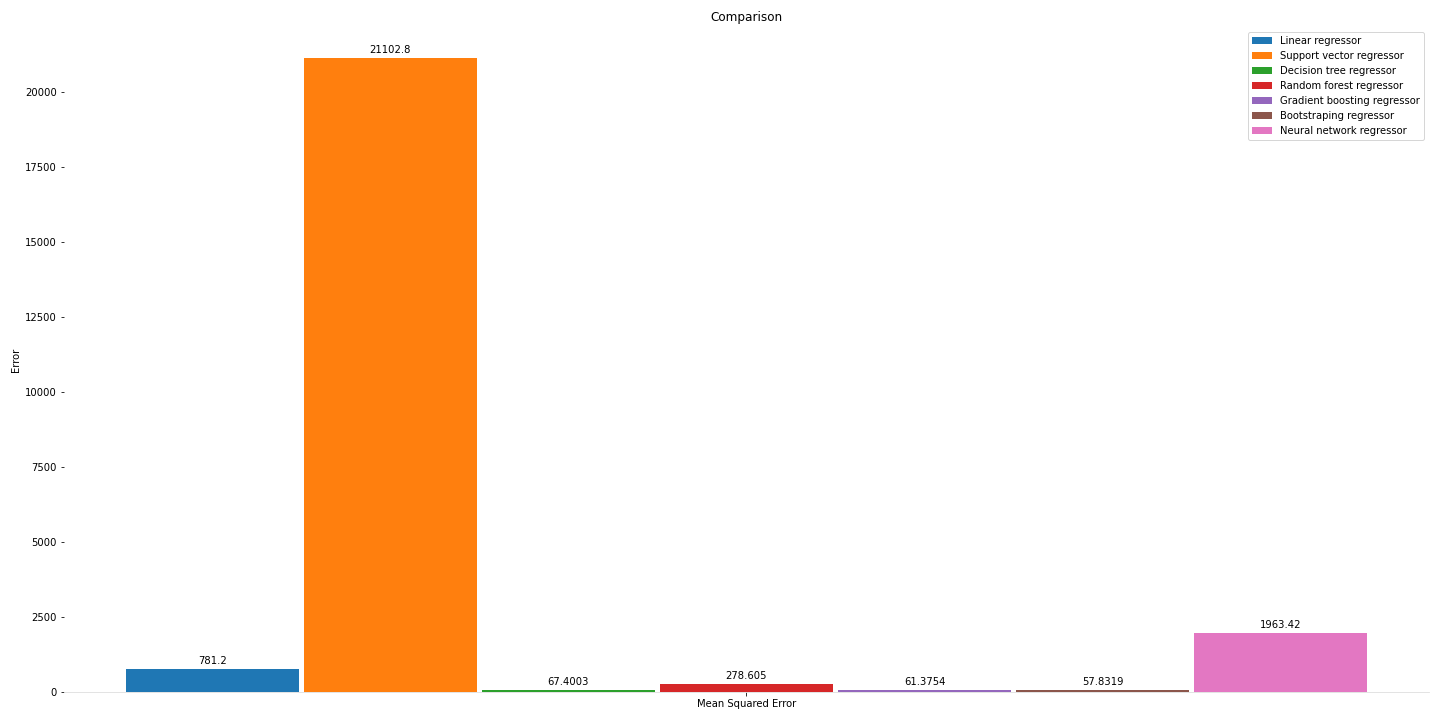 Comparison
21102.8
Linear regressor
Support vector regressor
Decision tree regressor
Random forest regressor
Gradient boosting regressor
Bootstraping regressor
Neural network regressor
20000
17500
15000
12500
10000
7500
5000
2500
0
Error
781.2
67.4003
278.605
61.3754
57.8319
1963.42
Mean Squared Error